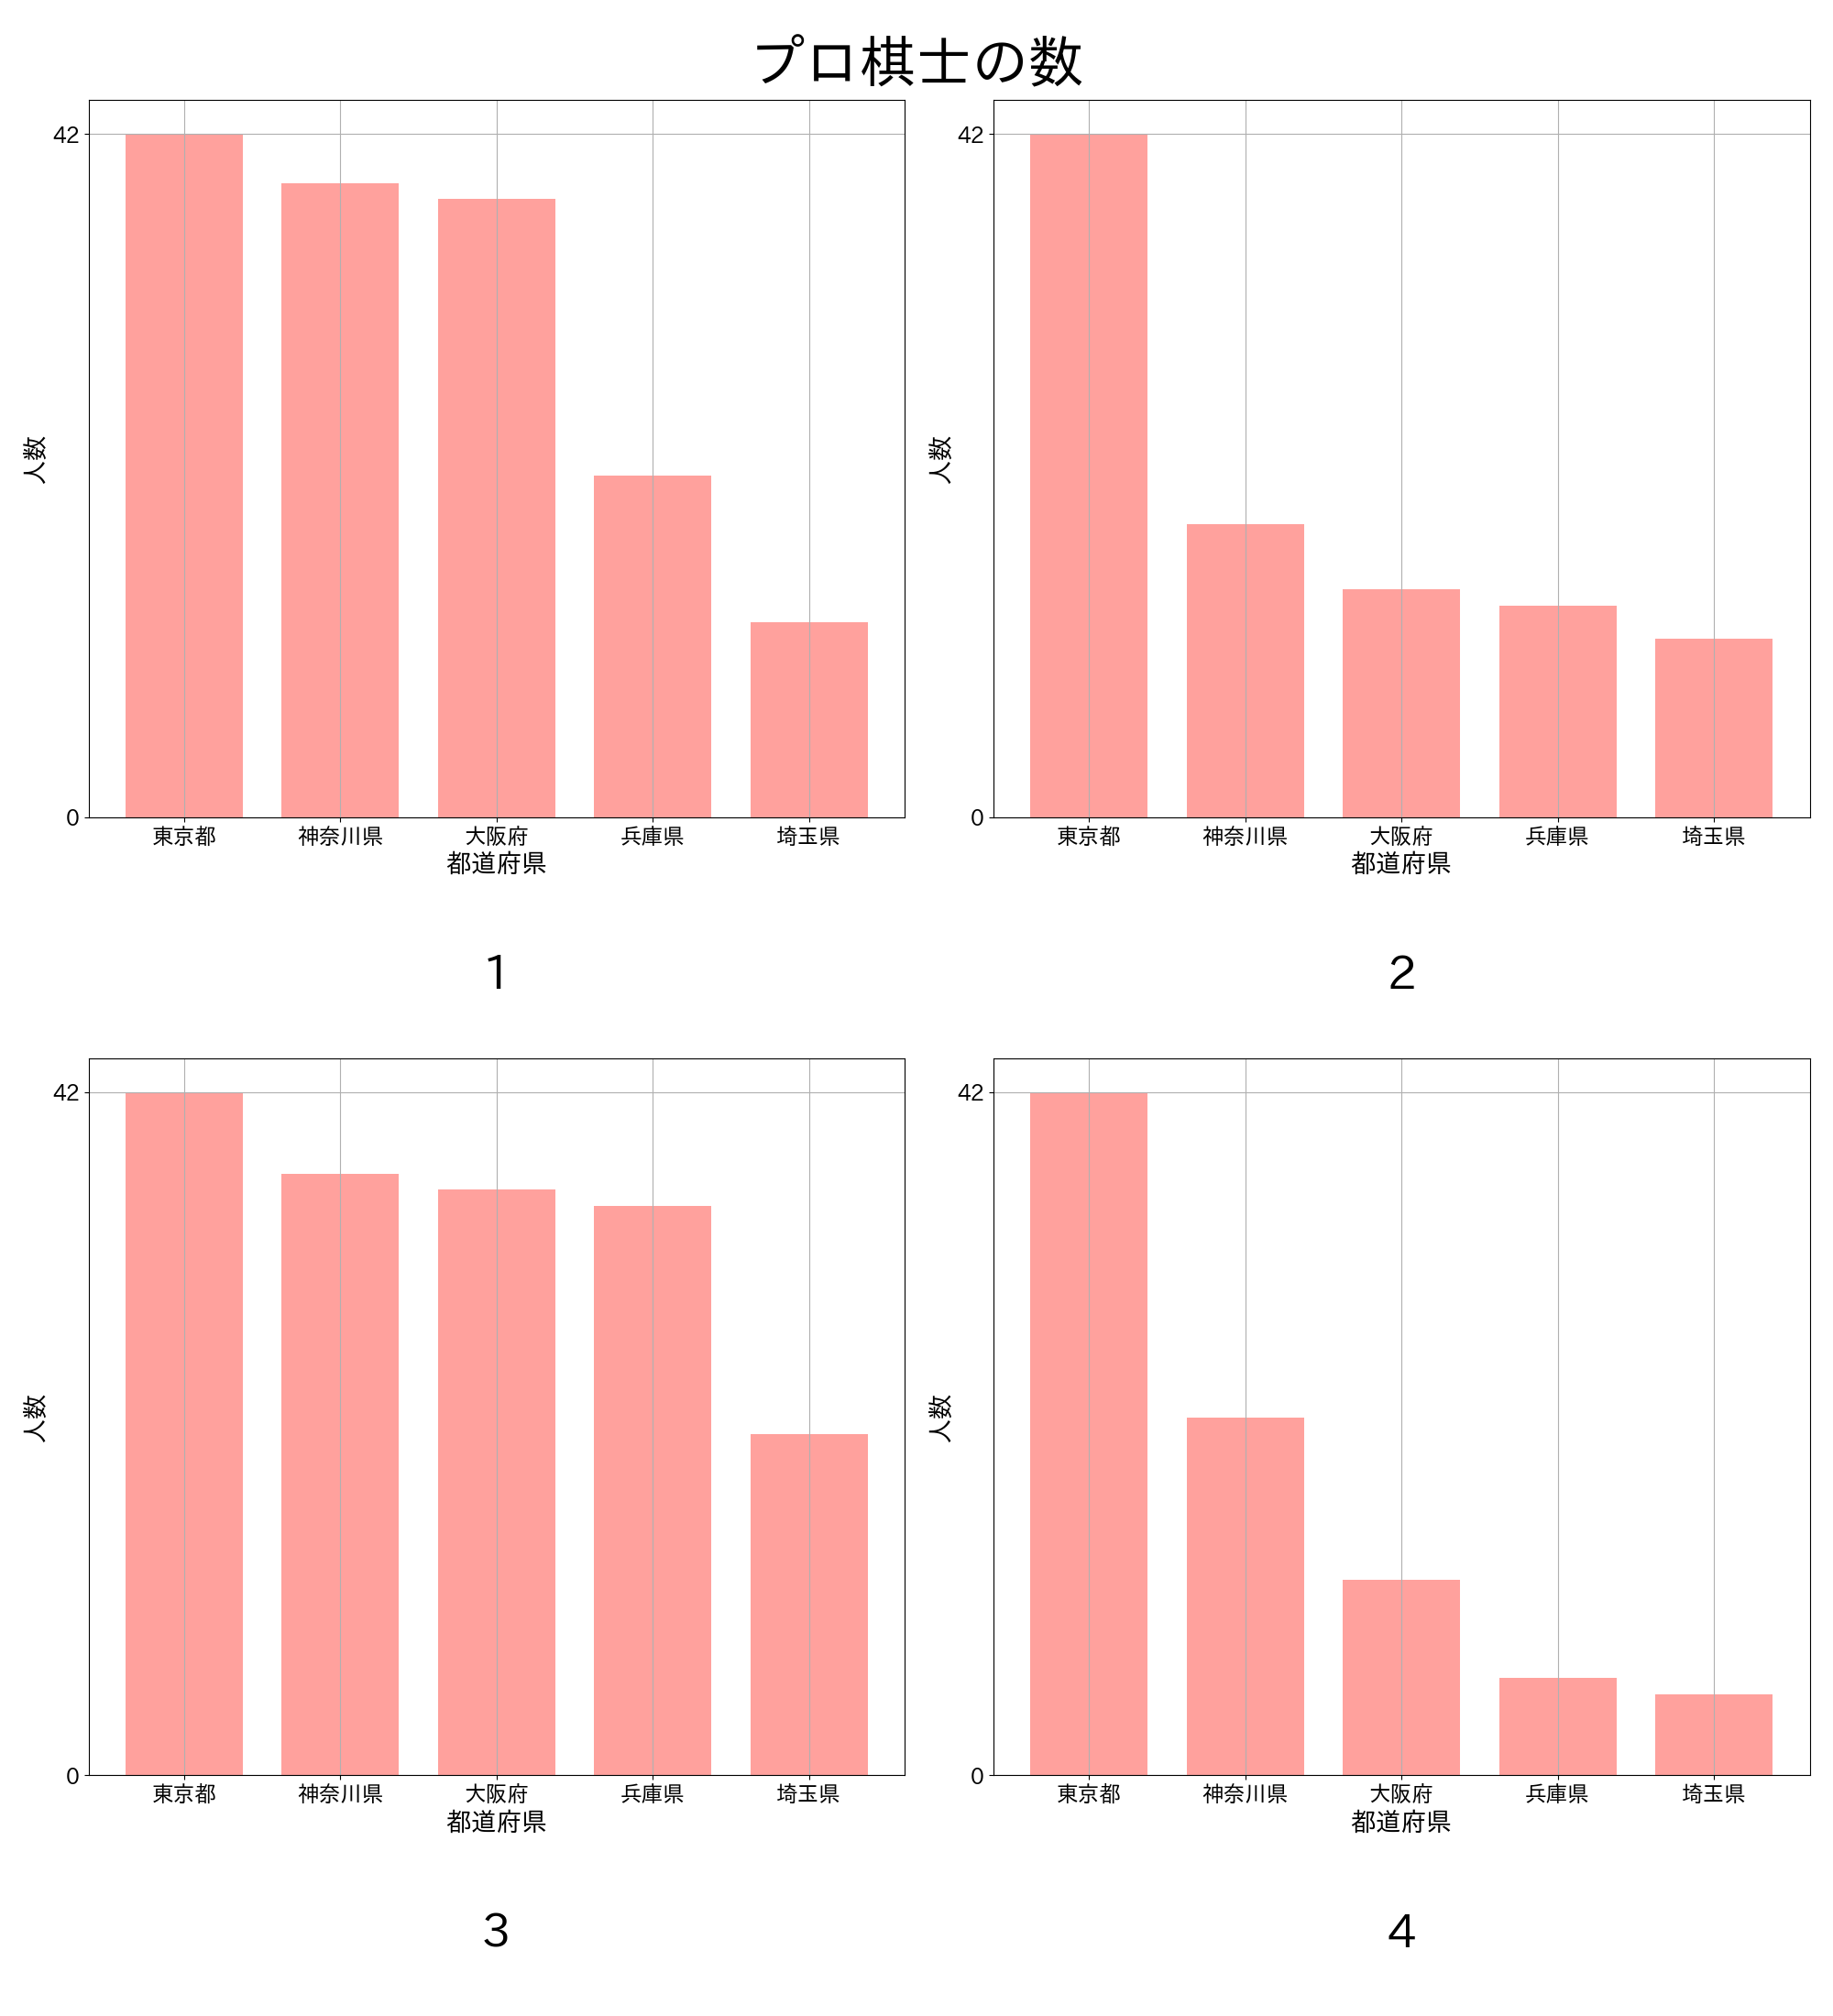 プロ棋士の数
42
0
人数
東京都 神奈川県 大阪府 兵庫県 埼玉県
都道府県
1
42
0
人数
東京都 神奈川県 大阪府 兵庫県 埼玉県
都道府県
2
42
0
人数
東京都 神奈川県 大阪府 兵庫県 埼玉県
都道府県
3
42
0
人数
東京都 神奈川県 大阪府 兵庫県 埼玉県
都道府県
4